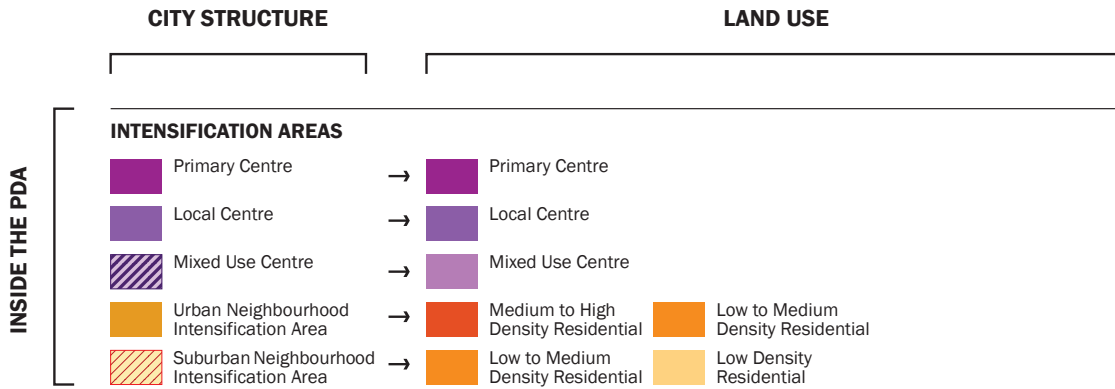 CITY STRUCTURE
LAND USE
INSIDE THE PDA
INTENSIFICATION AREAS
Primary Centre
→
Primary Centre
Local Centre
→
Local Centre
Mixed Use Centre
→
Mixed Use Centre
Urban Neighbourhood
Intensification Area
→
Medium to High
Density Residential
Low to Medium
Density Residential
Suburban Neighbourhood
Intensification Area
→
Low to Medium
Density Residential
Low Density
Residential